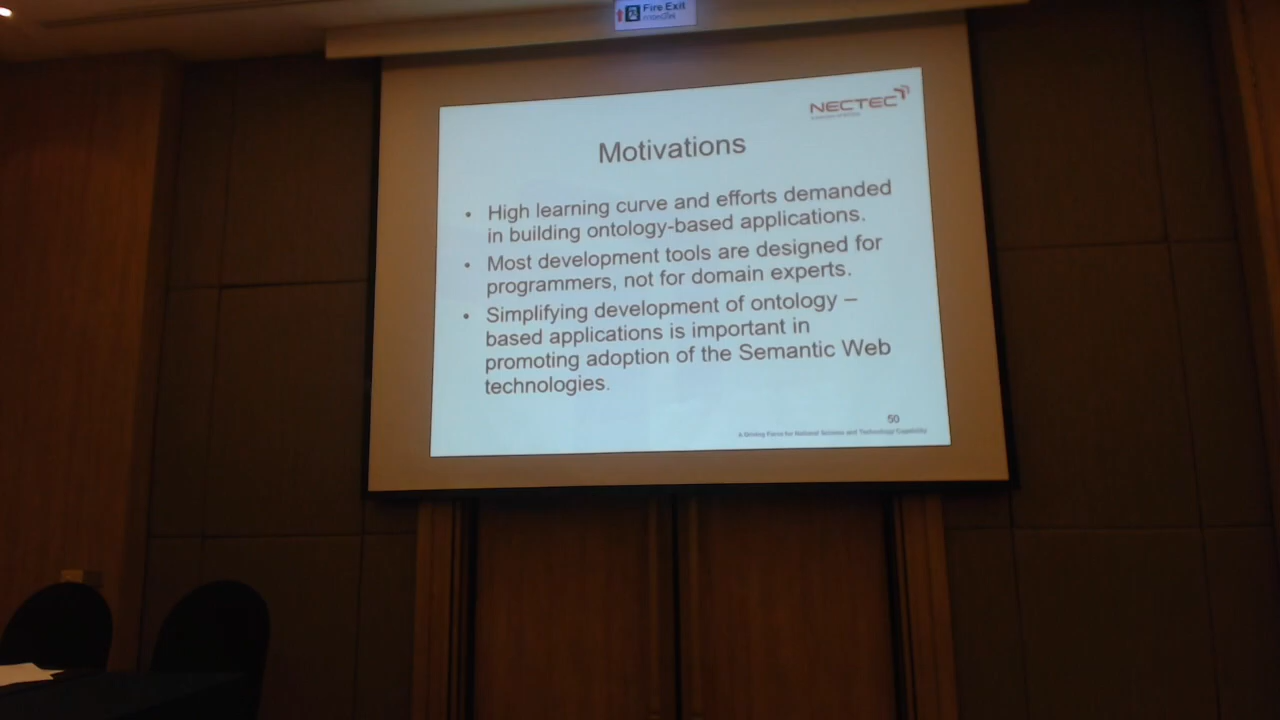 Fire Exit
NECTEC
Motivations
• High learning curve and efforts demanded
in building ontology-based applications.
• Most development tools are designed for
programmers, not for domain experts.
• Simplifying development of ontology –
based applications is important in
promoting adoption of the Semantic Web
technologies.
50
A Driving Force for National Science and Technology Capability